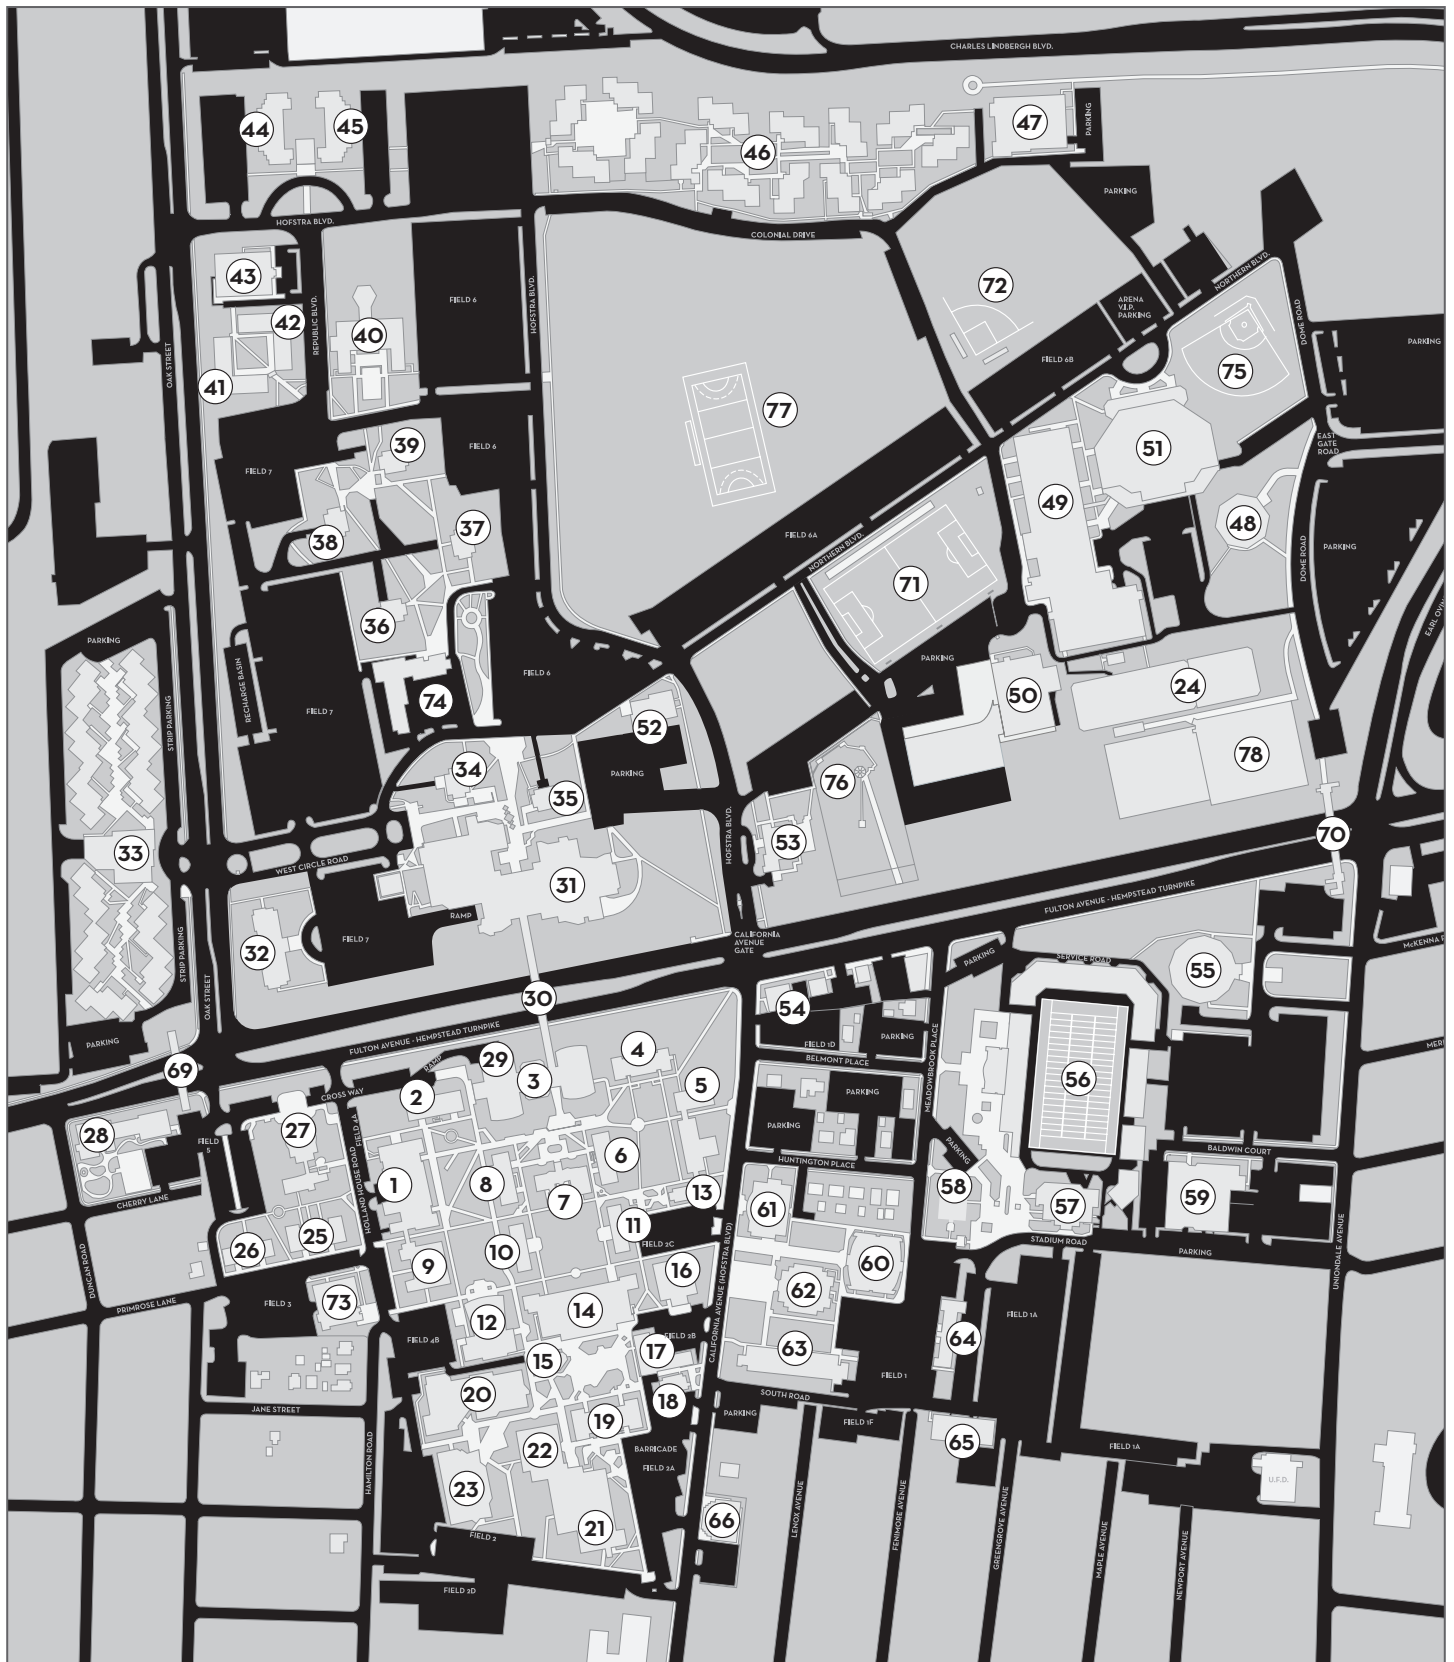 CHARLES LINDBERGH BLVD.
44
45
46
47
PARKING
PARKING
HOFSTRA BLVD.
COLONIAL DRIVE
43
42
REPUBLIC BLVD.
40
41
OAK STREET
FIELD 6
HOFSTRA BLVD.
72
NORTHERN BLVD.
ARENA
V.I.P.
PARKING
FIELD 6B
DOME ROAD
75
PARKING
77
39
FIELD 6
FIELD 7
38
37
51
EAST
GATE
ROAD
49
48
FIELD 6A
NORTHERN BLVD.
71
PARKING
DOME ROAD
36
PARKING
STRIP PARKING
RECHARGE BASIN
FIELD 7
74
FIELD 6
PARKING
50
24
52
78
34
35
PARKING
76
33
WEST CIRCLE ROAD
HOFSTRA BLVD.
53
70
31
FULTON AVENUE - HEMPSTEAD TURNPIKE
RAMP
32
FIELD 7
STRIP PARKING
OAK STREET
CALIFORNIA
AVENUE
GATE
PARKING
SERVICE ROAD
55
30
54
PARKING
FULTON AVENUE - HEMPSTEAD TURNPIKE
FIELD 1D
PARKING
BELMONT PLACE
MEADOWBROOK PLACE
56
69
RAMP
CROSS WAY
29
3
4
5
2
PARKING
PARKING
28
FIELD
5
27
FIELD 4A
HOLLAND HOUSE ROAD
6
HUNTINGTON PLACE
PARKING
BALDWIN COURT
CHERRY LANE
1
8
7
13
58
57
59
61
11
25
26
10
9
FIELD 2C
CALIFORNIA AVENUE (HOFSTRA BLVD)
STADIUM ROAD
PARKING
UNIONDALE AVENUE
DUNCAN ROAD
PRIMROSE LANE
FIELD 3
73
16
60
62
14
12
FIELD 4B
FIELD 2B
17
63
64
FIELD 1A
15
20
18
FIELD 1
SOUTH ROAD
JANE STREET
19
PARKING
FIELD 1F
65
FIELD 1A
HAMILTON ROAD
22
BARRICADE
FIELD 2A
23
U.F.D.
21
66
FIELD 2
LENOX AVENUE
FENIMORE AVENUE
GREENGROVE AVENUE
MAPLE AVENUE
NEWPORT AVENUE
FIELD 2D